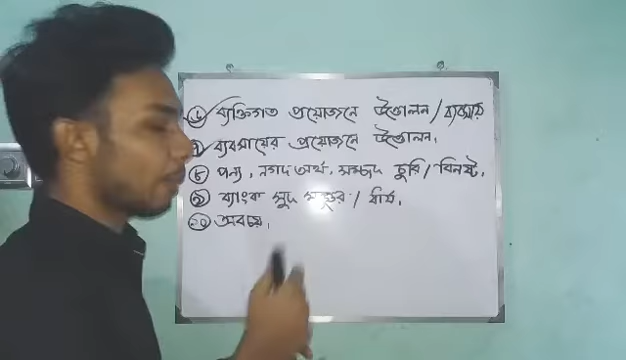 ৬ ব্যক্তিগত প্রয়োজনে উত্তোলন / ব্যবহার
৭ ব্যবসায়ের প্রয়োজনে উত্তোলন।
৮ পন্য, নগদ অর্থ, সম্পদ চুরি / বিনষ্ট।
৯ ব্যাংক সুদ মঞ্জুর / ধার্য।
১০ অবচয়।